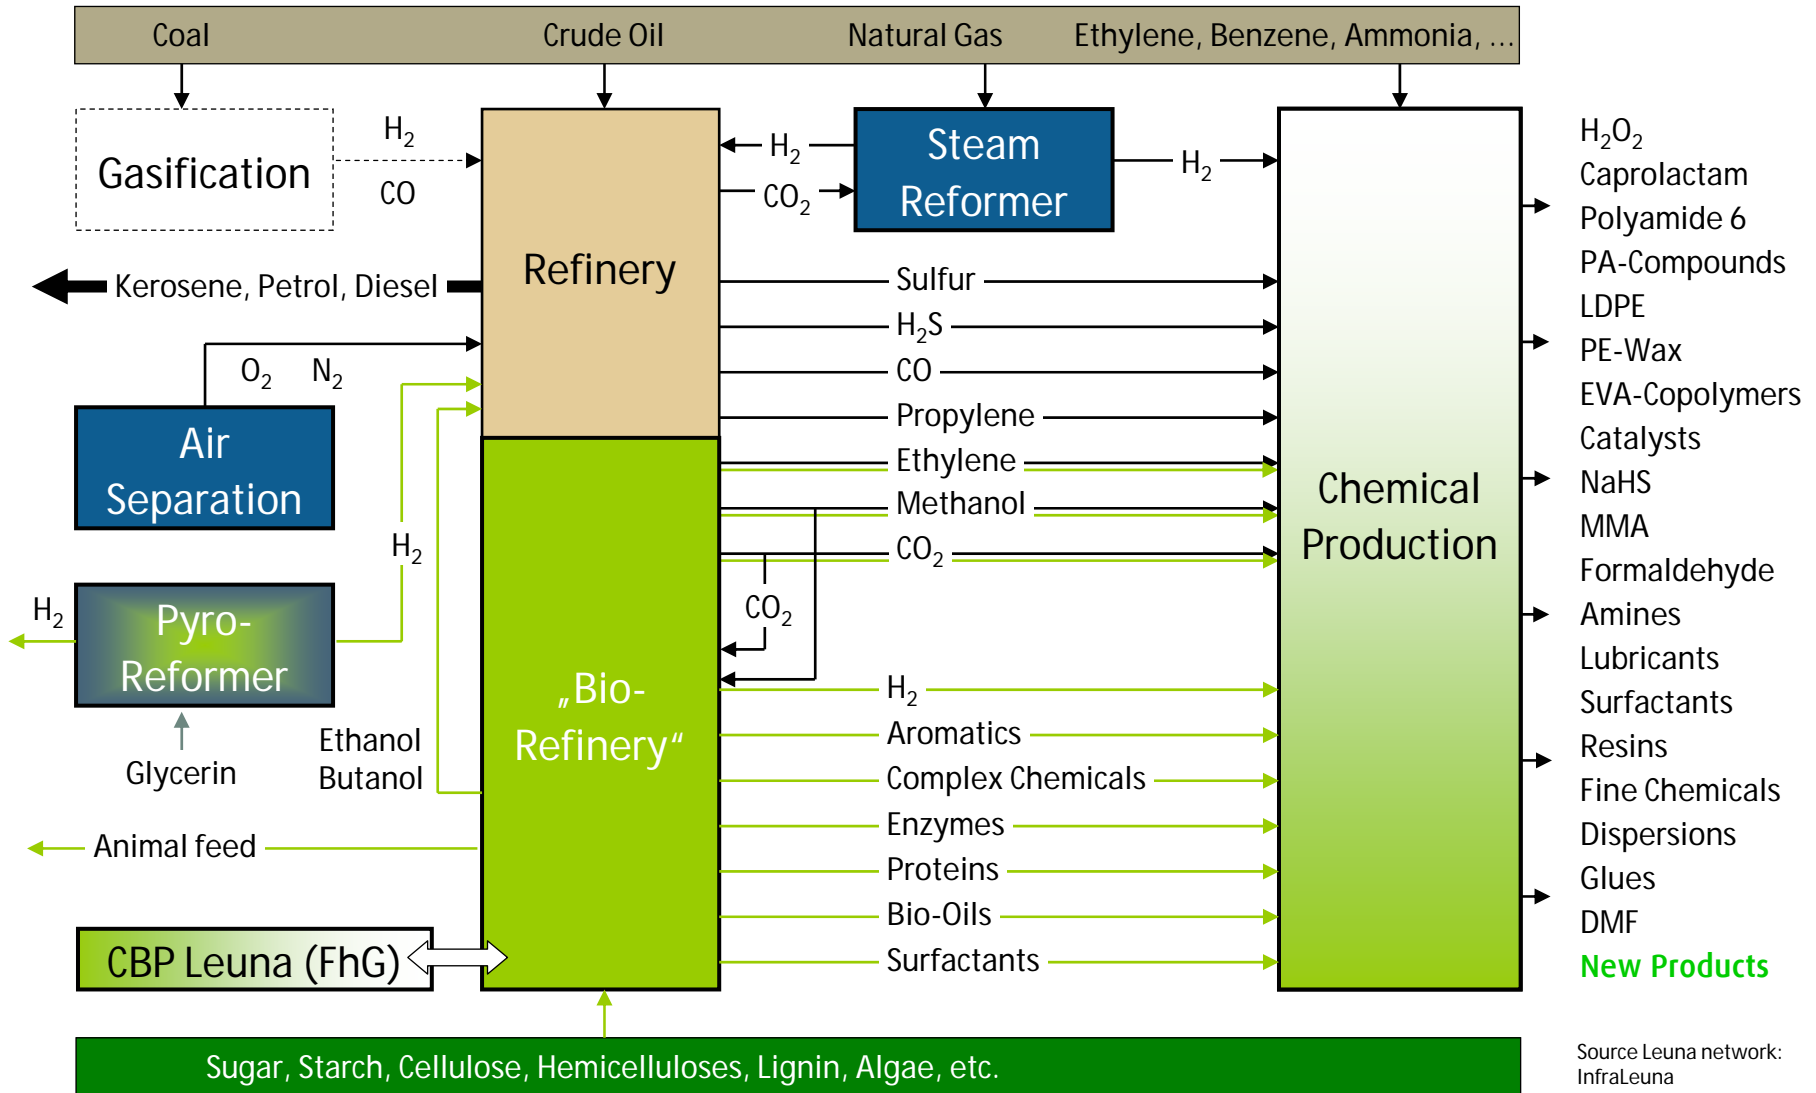 Coal
Crude Oil
Natural Gas
Ethylene, Benzene, Ammonia, ...
Gasification
H₂
CO
Refinery
H₂
CO₂
Steam
Reformer
H₂
Kerosene, Petrol, Diesel
O₂ N₂
Air
Separation
H₂
H₂
Pyro-
Reformer
Glycerin
Ethanol
Butanol
Animal feed
CBP Leuna (FhG)
„Bio-
Refinery“
Sulfur
H₂S
CO
Propylene
Ethylene
Methanol
CO₂
CO₂
H₂
Aromatics
Complex Chemicals
Enzymes
Proteins
Bio-Oils
Surfactants
Chemical
Production
H₂O₂
Caprolactam
Polyamide 6
PA-Compounds
LDPE
PE-Wax
EVA-Copolymers
Catalysts
NaHS
MMA
Formaldehyde
Amines
Lubricants
Surfactants
Resins
Fine Chemicals
Dispersions
Glues
DMF
New Products
Sugar, Starch, Cellulose, Hemicelluloses, Lignin, Algae, etc.
Source Leuna network:
InfraLeuna